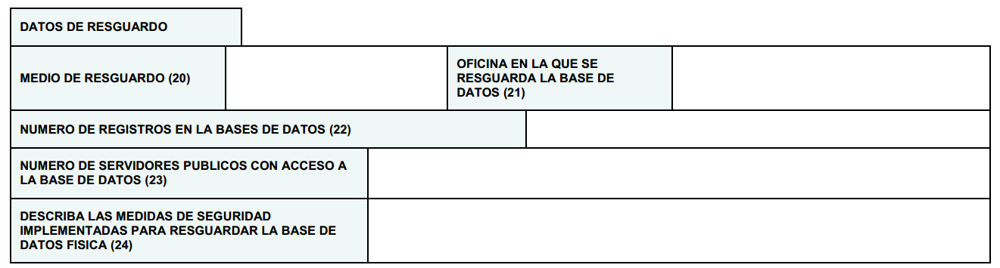 DATOS DE RESGUARDO
MEDIO DE RESGUARDO (20)
OFICINA EN LA QUE SE
RESGUARDA LA BASE DE
DATOS (21)
NUMERO DE REGISTROS EN LA BASES DE DATOS (22)
NUMERO DE SERVIDORES PUBLICOS CON ACCESO A
LA BASE DE DATOS (23)
DESCRIBA LAS MEDIDAS DE SEGURIDAD
IMPLEMENTADAS PARA RESGUARDAR LA BASE DE
DATOS FISICA (24)